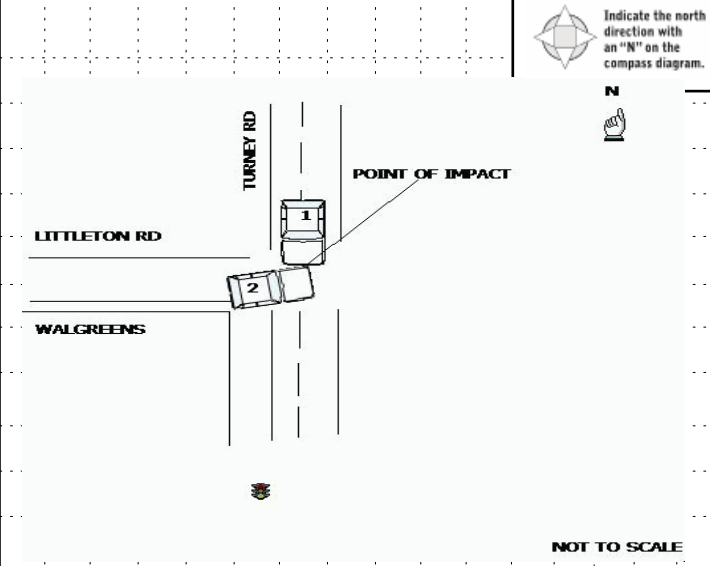 Indicate the north
direction with
an “N” on the
compass diagram.
N
TURNEY RD
POINT OF IMPACT
1
LITTLETON RD
2
WALGREENS
NOT TO SCALE